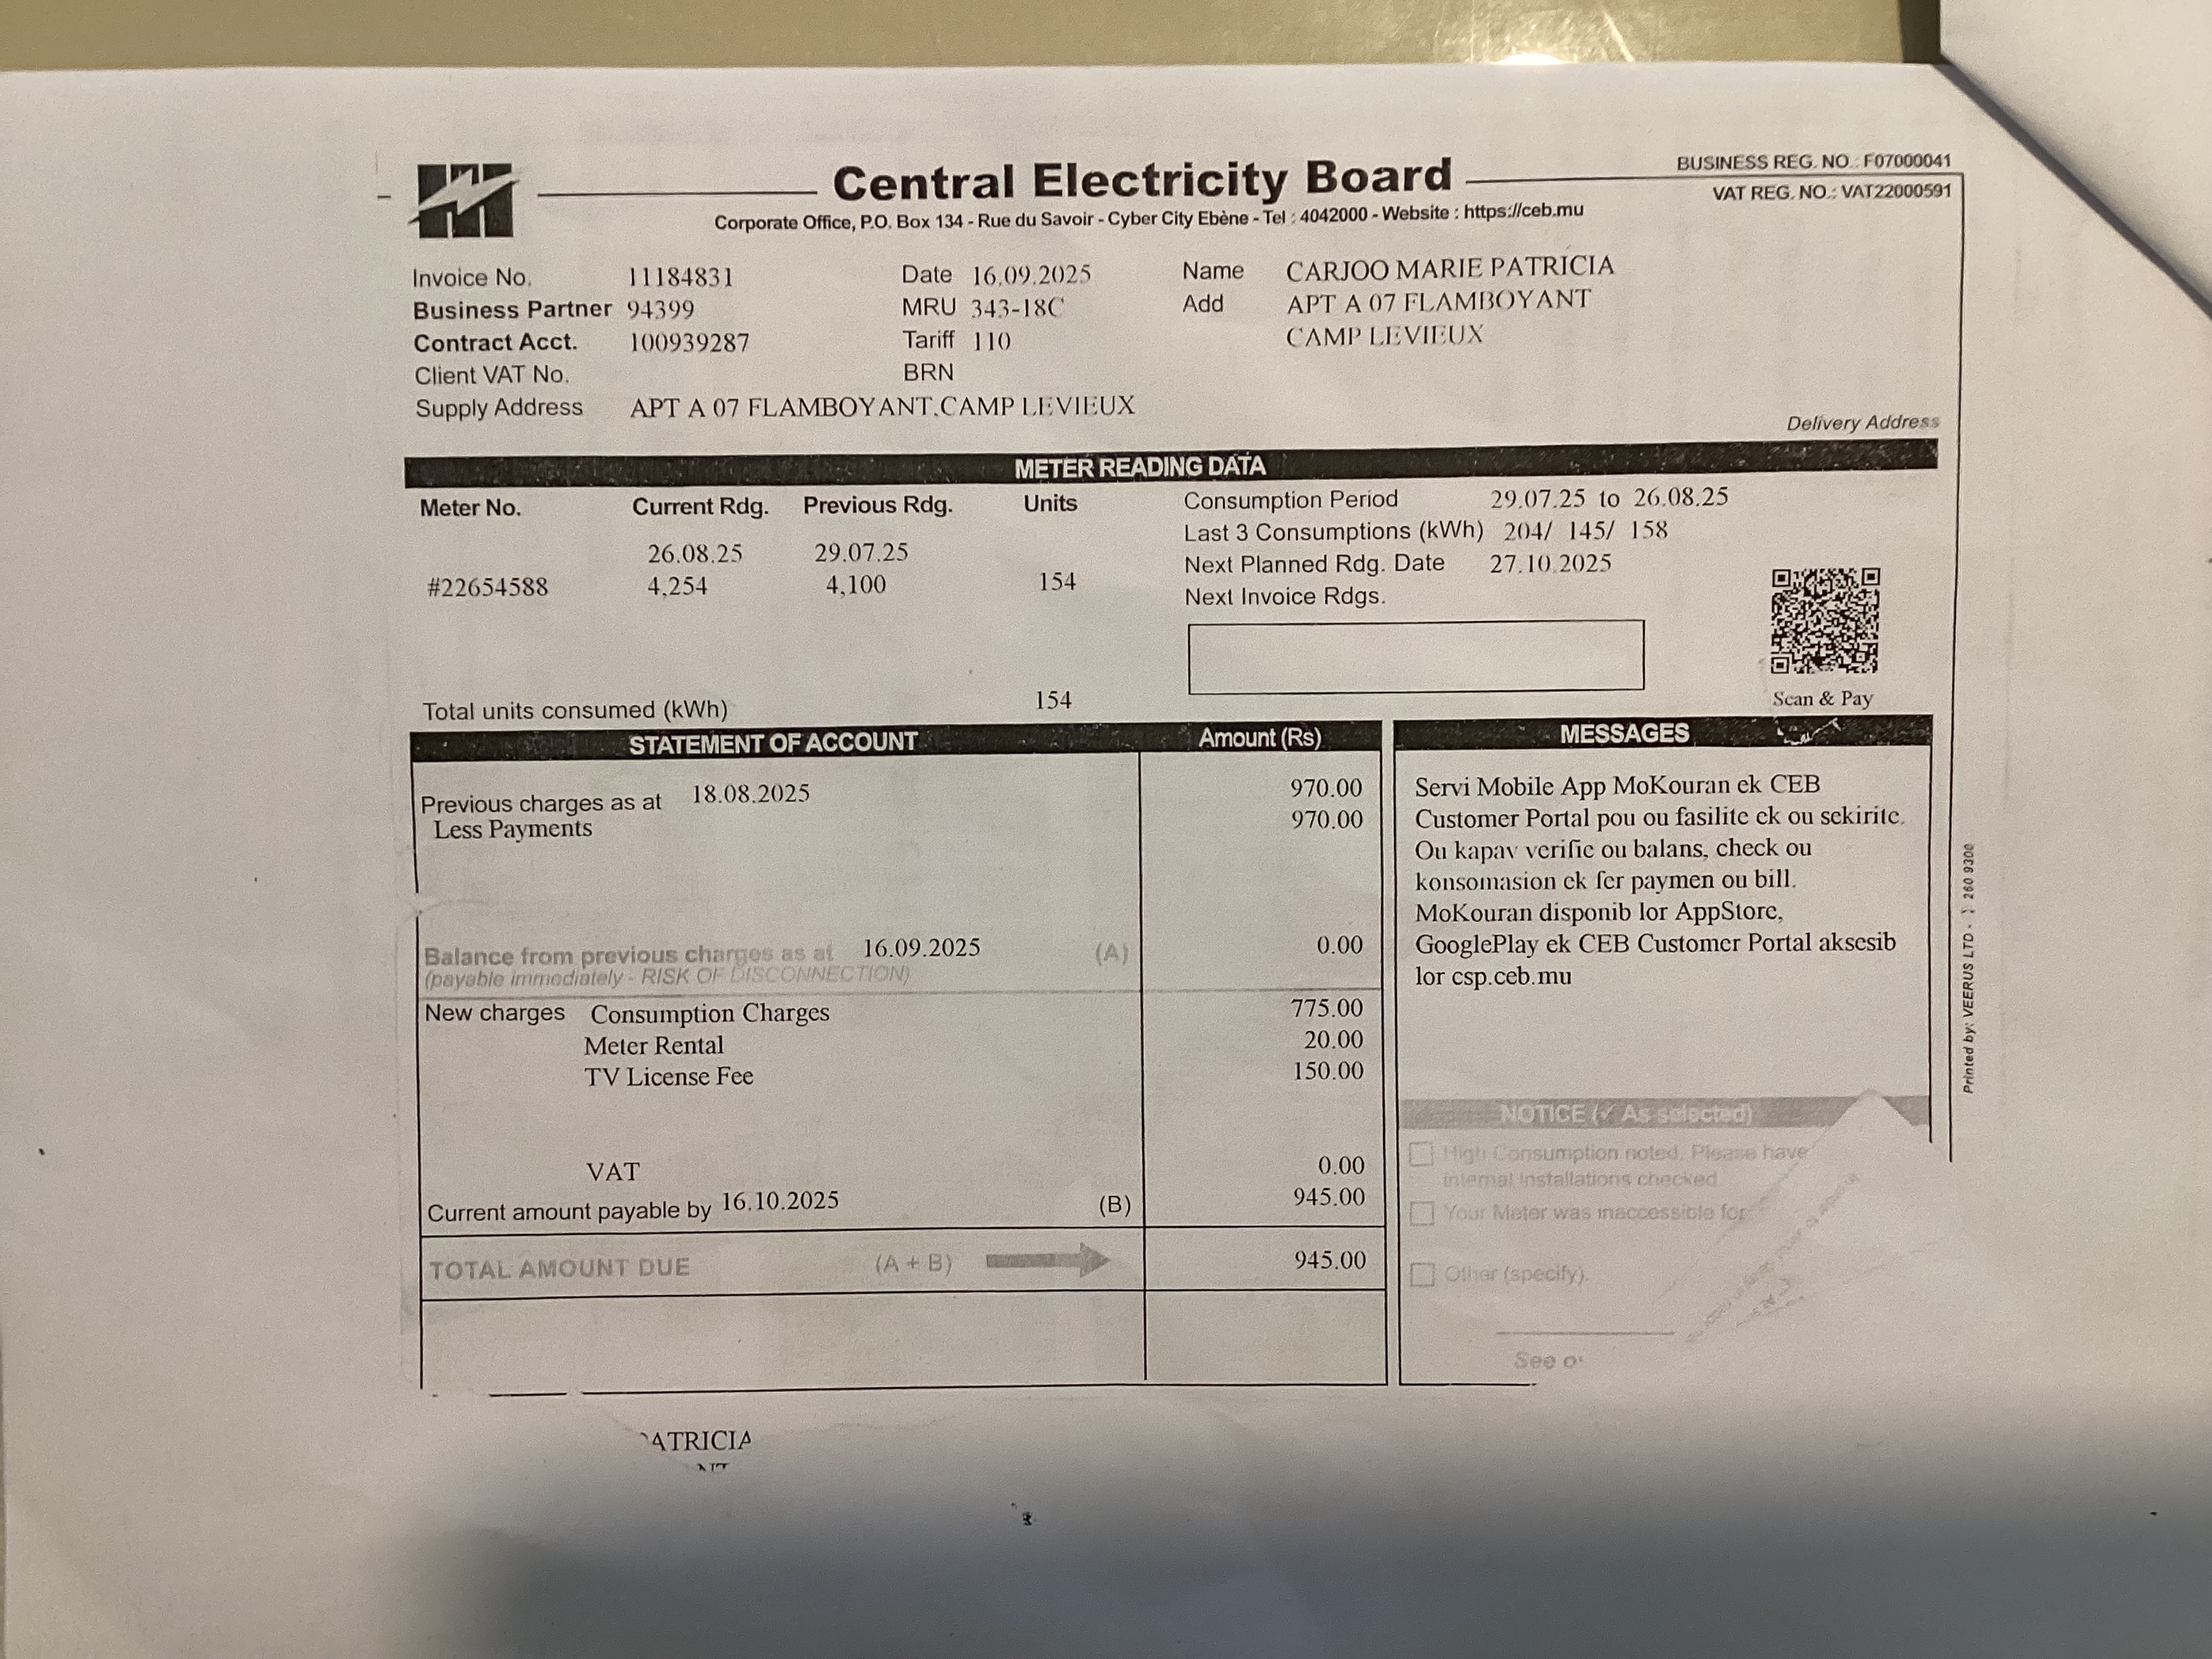 Central Electricity Board
BUSINESS REG. NO.: F07000041
VAT REG. NO.: VAT22000591
Corporate Office, P.O. Box 134 - Rue du Savoir - Cyber City Ebène - Tel : 4042000 - Website : https://ceb.mu
Invoice No. 11184831 Date 16.09.2025 Name CARJOO MARIE PATRICIA
Business Partner 94399 MRU 343-18C Add APT A 07 FLAMBOYANT
Contract Acct. 100939287 Tariff 110 CAMP LEVIEUX
Client VAT No. BRN
Supply Address APT A 07 FLAMBOYANT.CAMP LEVIEUX
Delivery Address
METER READING DATA
Meter No. Current Rdg. Previous Rdg. Units
26.08.25 29.07.25
#22654588 4,254 4,100 154
Total units consumed (kWh) 154
Consumption Period 29.07.25 to 26.08.25
Last 3 Consumptions (kWh) 204/ 145/ 158
Next Planned Rdg. Date 27.10.2025
Next Invoice Rdgs.
Scan & Pay
STATEMENT OF ACCOUNT Amount (Rs)
Previous charges as at 18.08.2025 970.00
Less Payments 970.00
Balance from previous charges as at 16.09.2025 (A) 0.00
(payable immediately - RISK OF DISCONNECTION)
New charges Consumption Charges 775.00
Meter Rental 20.00
TV License Fee 150.00
VAT 0.00
Current amount payable by 16.10.2025 (B) 945.00
TOTAL AMOUNT DUE (A + B) 945.00
MESSAGES
Servi Mobile App MoKouran ek CEB
Customer Portal pou ou fasilite ek ou sekirite.
Ou kapav verifie ou balans, check ou
konsomasion ek fer paymen ou bill.
MoKouran disponib lor AppStore,
GooglePlay ek CEB Customer Portal aksesib
lor csp.ceb.mu
NOTICE (✓ As selected)
High Consumption noted. Please have
internal installations checked
Your Meter was inaccessible for
Other (specify).
See
Printed by: VEERUS LTD - 260 9300
ATRICIA